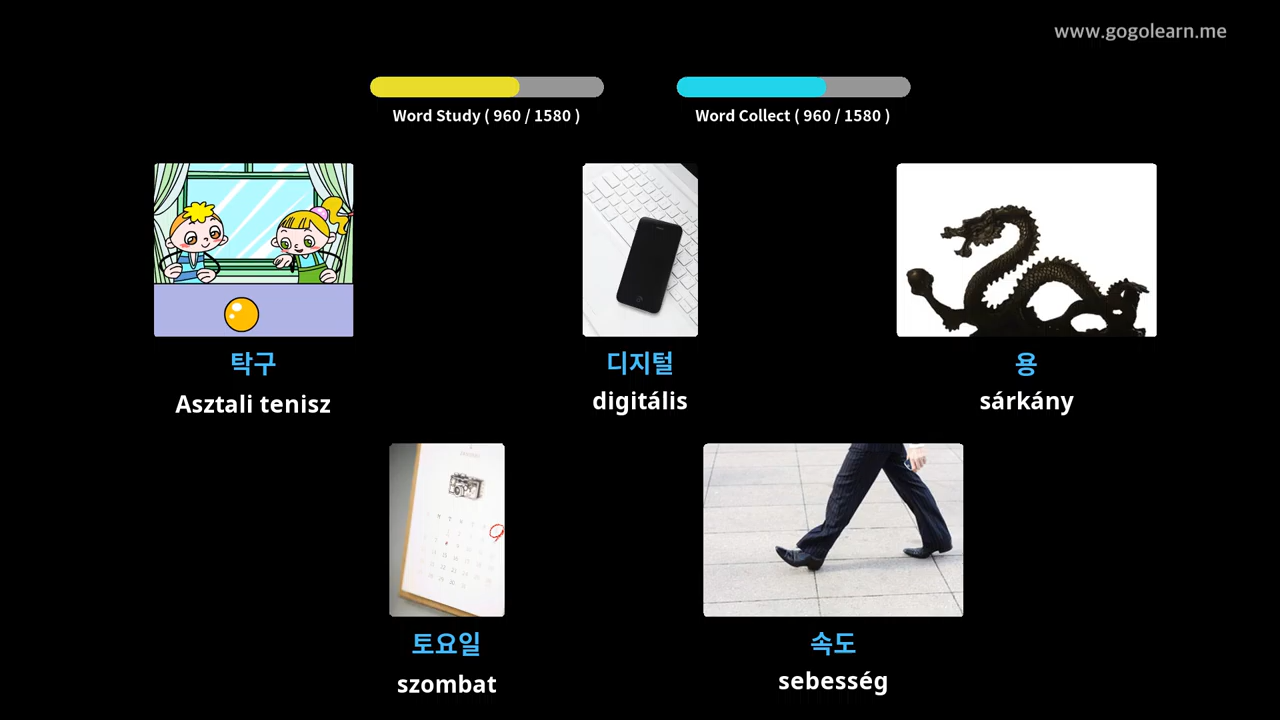 www.gogolearn.me
Word Study ( 960 / 1580 )
Word Collect ( 960 / 1580 )
탁구
Asztali tenisz
디지털
digitális
용
sárkány
토요일
szombat
속도
sebesség